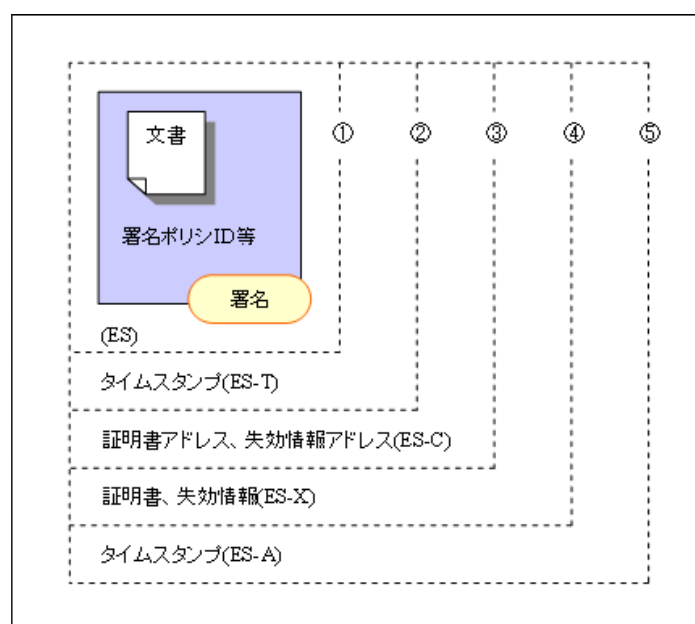 文書
① ② ③ ④ ⑤
署名ポリシID等
署名
(ES)
タイムスタンプ(ES-T)
証明書アドレス、失効情報アドレス(ES-C)
証明書、失効情報(ES-X)
タイムスタンプ(ES-A)